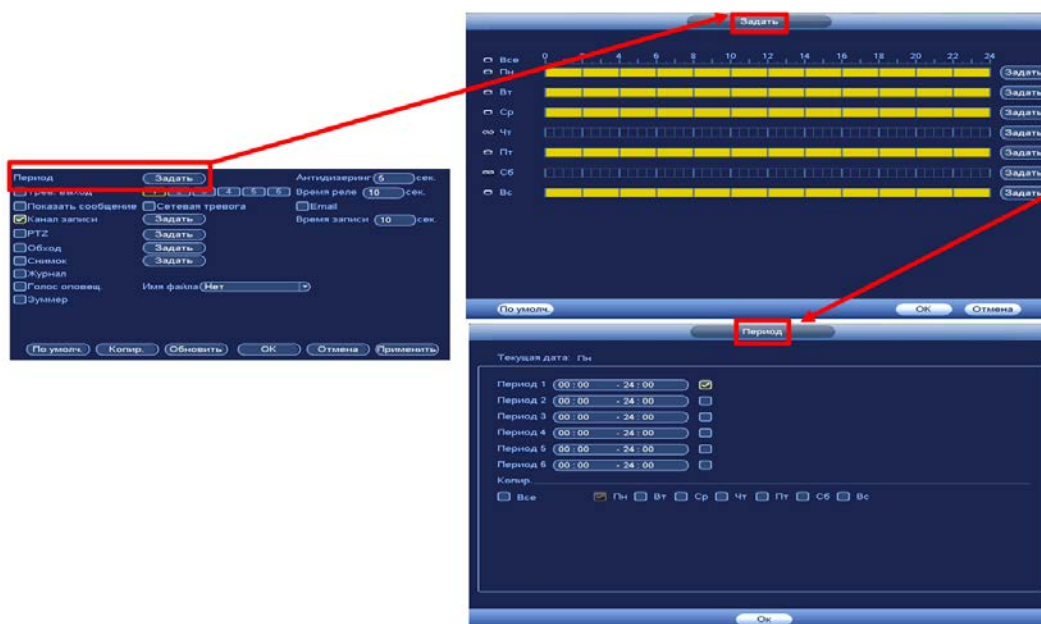 Период Задать Антидизеринг 5 сек.
Трев. выход 1 2 3 4 5 6 Время реле 10 сек.
Показать сообщение Сетевая тревога Email
Канал записи Задать Время записи 10 сек.
PTZ Задать
Обход Задать
Снимок Задать
Журнал
Голос оповещ. Имя файла Нет
Зуммер
По умолч. Копир. Обновить ОК Отмена Применить
Задать
0 2 4 6 8 10 12 14 16 18 20 22 24
Все
Пн Задать
Вт Задать
Ср Задать
Чт Задать
Пт Задать
Сб Задать
Вс Задать
По умолч. ОК Отмена
Период
Текущая дата: Пн
Период 1 00 : 00 - 24 : 00
Период 2 00 : 00 - 24 : 00
Период 3 00 : 00 - 24 : 00
Период 4 00 : 00 - 24 : 00
Период 5 00 : 00 - 24 : 00
Период 6 00 : 00 - 24 : 00
Копир.
Все Пн Вт Ср Чт Пт Сб Вс
Ок